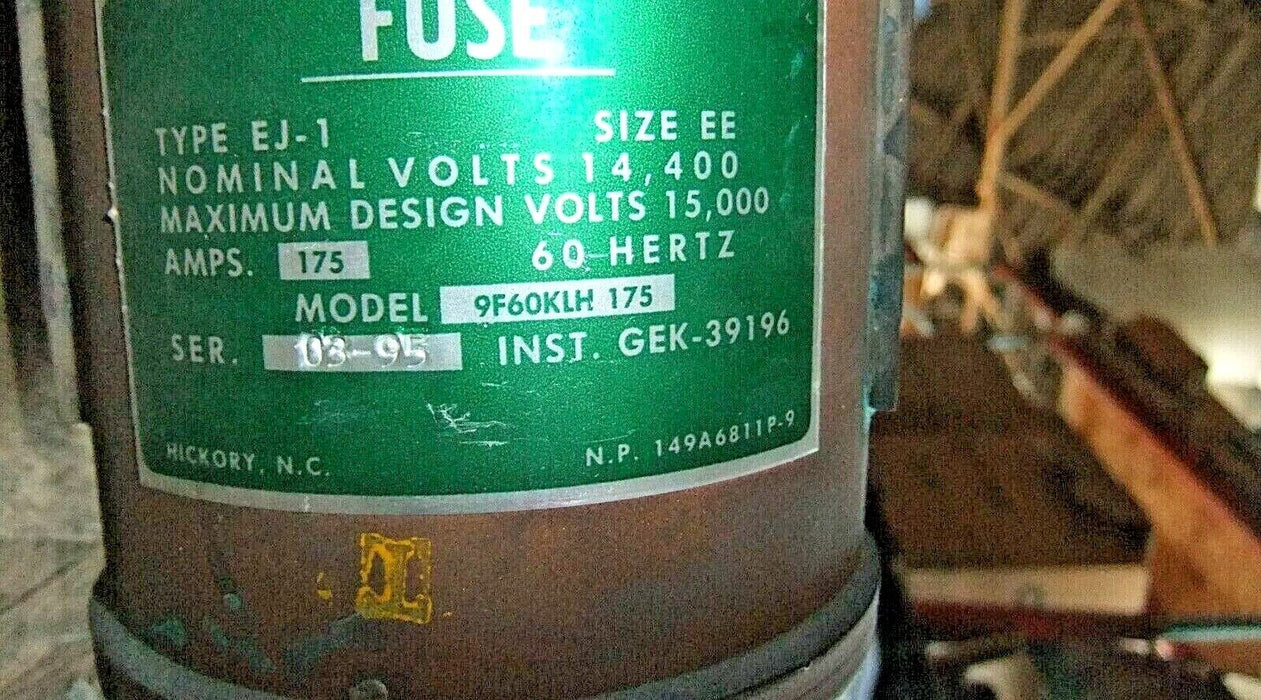 FUSE
TYPE EJ-1 SIZE EE
NOMINAL VOLTS 14,400
MAXIMUM DESIGN VOLTS 15,000
AMPS. 175 60 HERTZ
MODEL 9F60KLH 175
SER. 03-95 INST. GEK-39196
HICKORY, N.C. N.P. 149A6811P-9